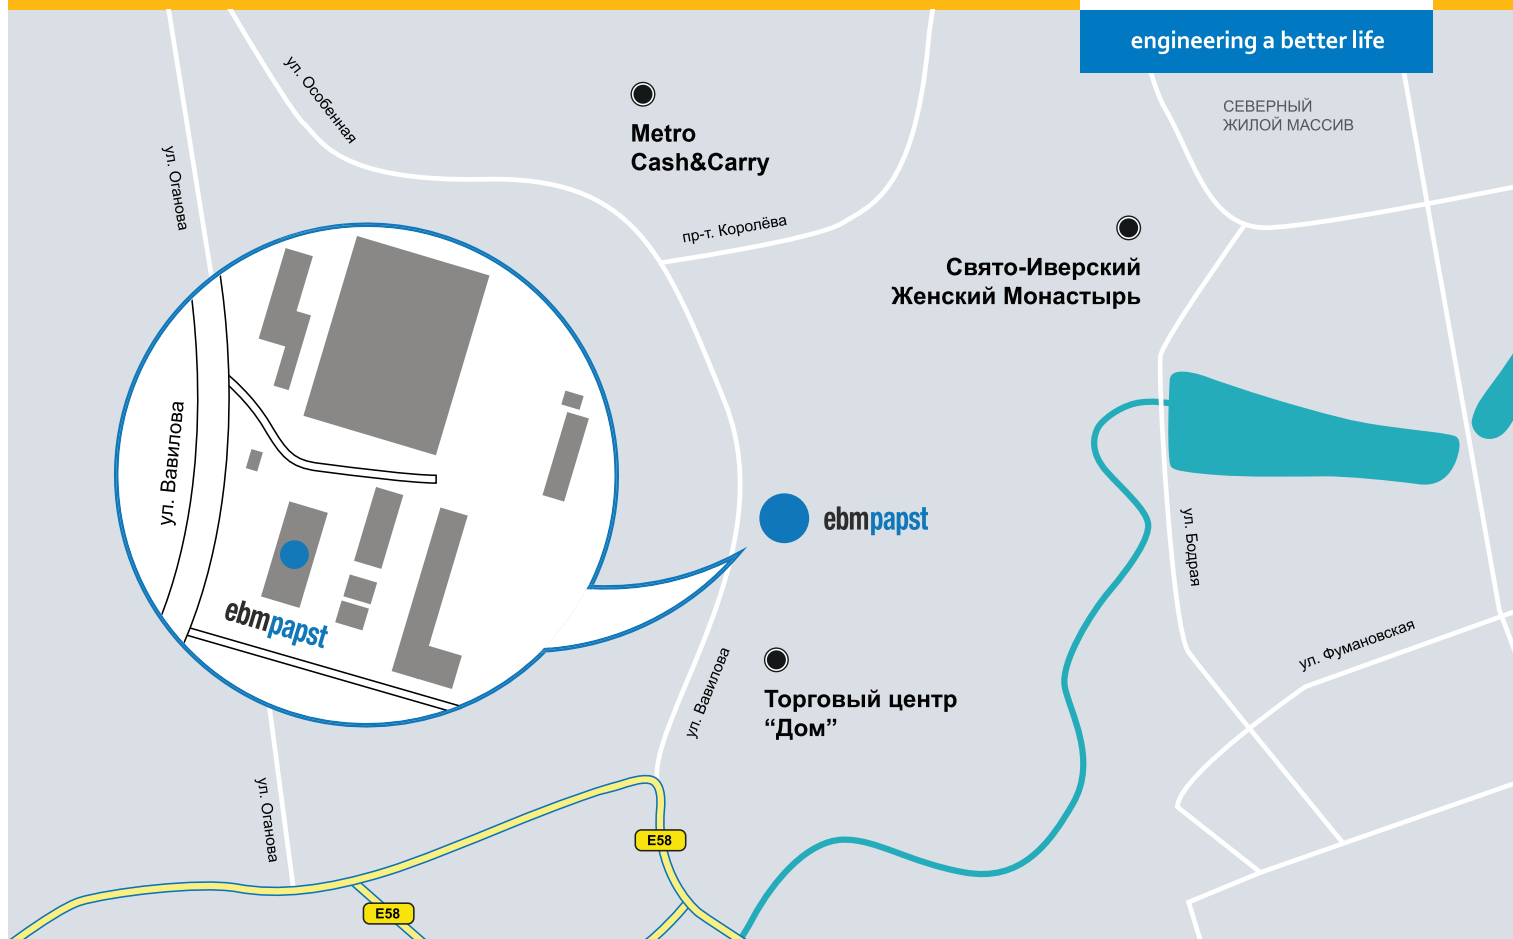 engineering a better life
ул. Особенная
Metro
Cash&Carry
СЕВЕРНЫЙ
ЖИЛОЙ МАССИВ
ул. Оганова
пр-т. Королёва
Свято-Иверский
Женский Монастырь
ул. Вавилова
ebmpapst
ул. Бодрая
ebmpapst
ул. Фумановская
ул. Вавилова
Торговый центр
“Дом”
ул. Оганова
E58
E58